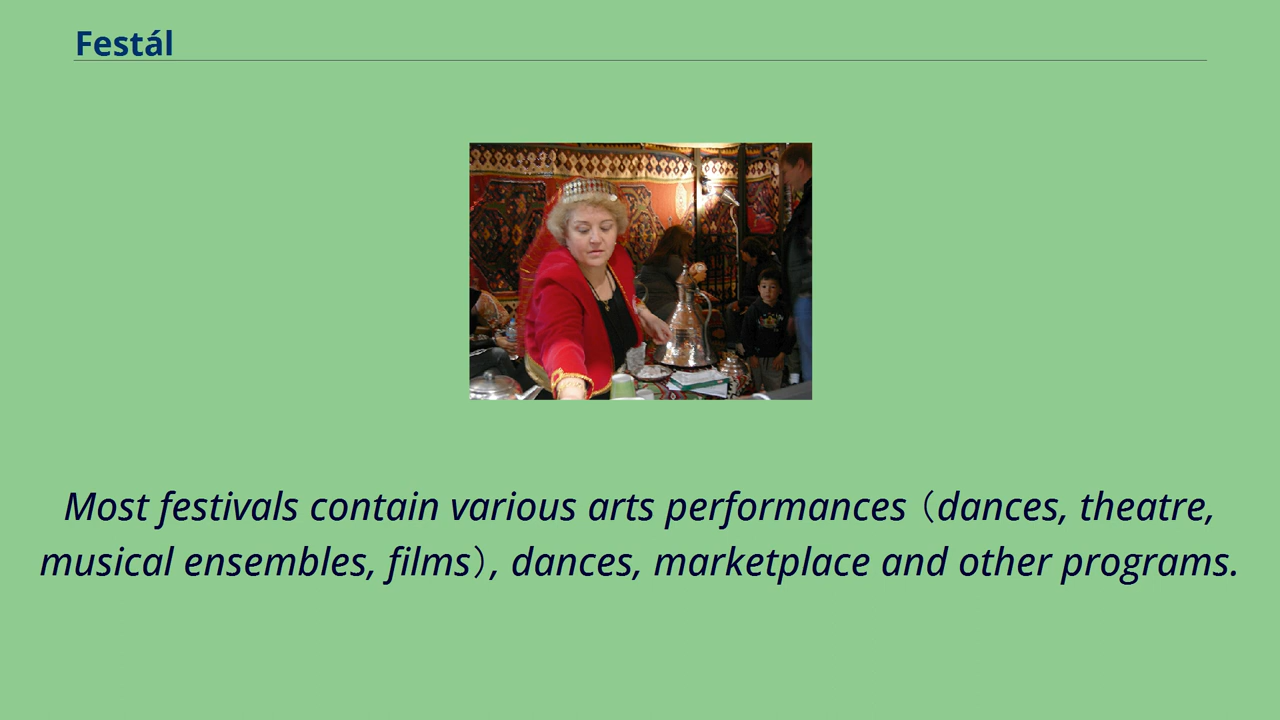 Festál
Most festivals contain various arts performances（dances, theatre,
musical ensembles, films）, dances, marketplace and other programs.